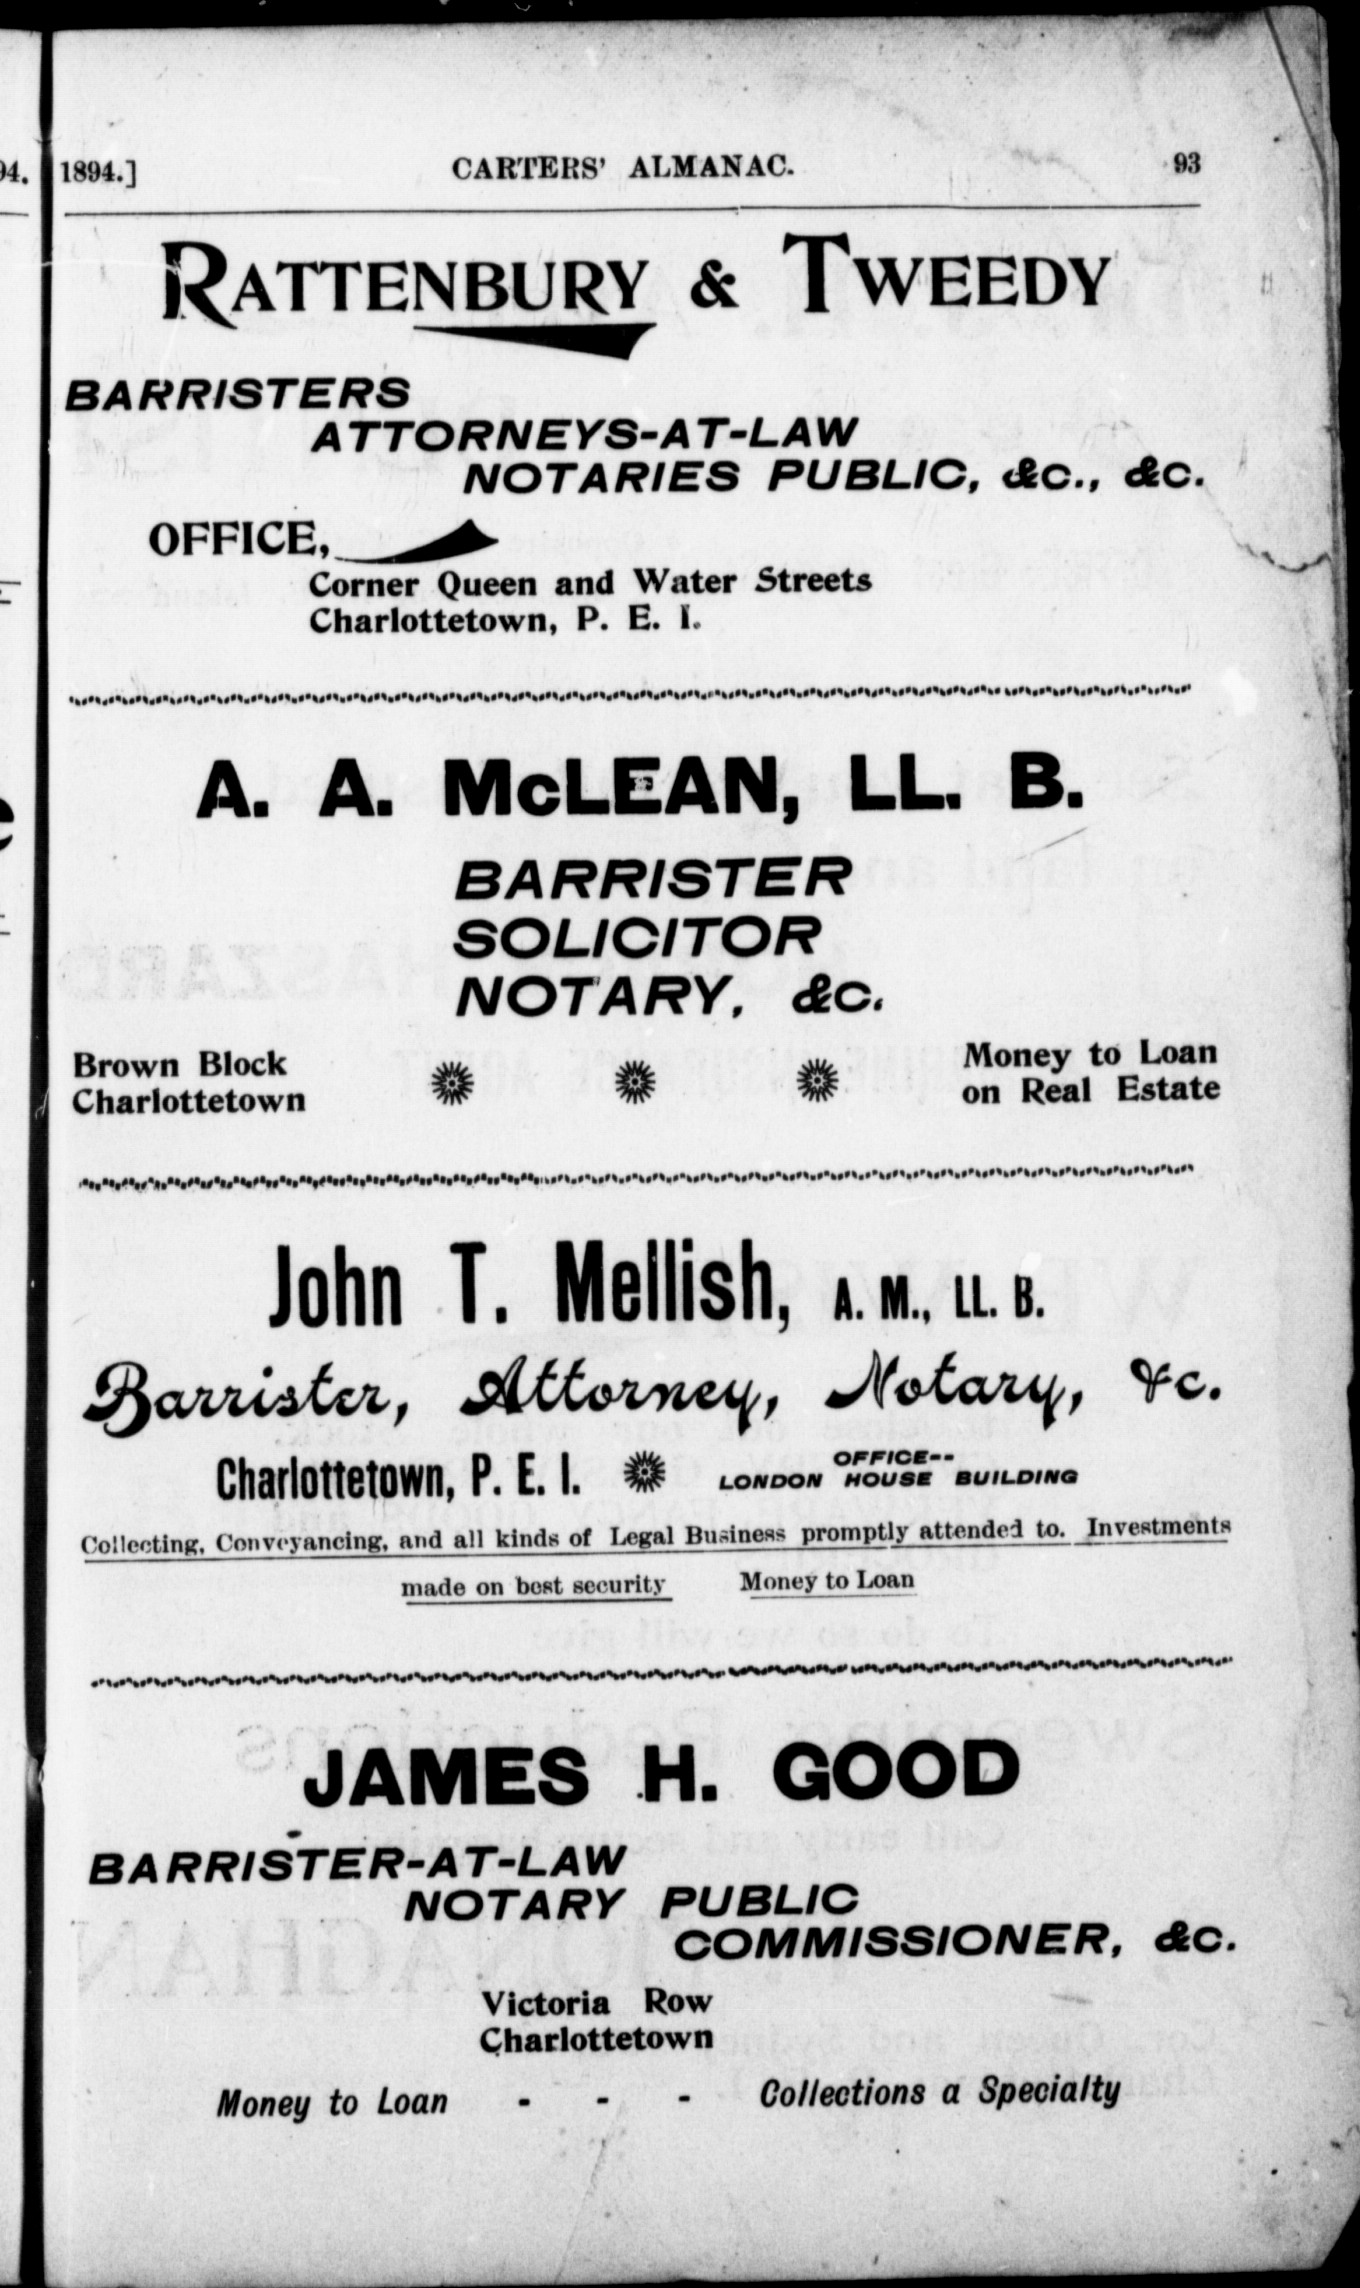 1894.] CARTERS' ALMANAC. 93
RATTENBURY & TWEEDY
BARRISTERS
ATTORNEYS-AT-LAW
NOTARIES PUBLIC, &C., &C.
OFFICE,
Corner Queen and Water Streets
Charlottetown, P. E. I.
A. A. McLEAN, LL. B.
BARRISTER
SOLICITOR
NOTARY, &C.
Brown Block
Charlottetown
Money to Loan
on Real Estate
John T. Mellish, A. M., LL. B.
Barrister, Attorney, Notary, &c.
Charlottetown, P. E. I.
OFFICE--
LONDON HOUSE BUILDING
Collecting, Conveyancing, and all kinds of Legal Business promptly attended to. Investments
made on best security Money to Loan
JAMES H. GOOD
BARRISTER-AT-LAW
NOTARY PUBLIC
COMMISSIONER, &C.
Victoria Row
Charlottetown
Money to Loan - - - Collections a Specialty